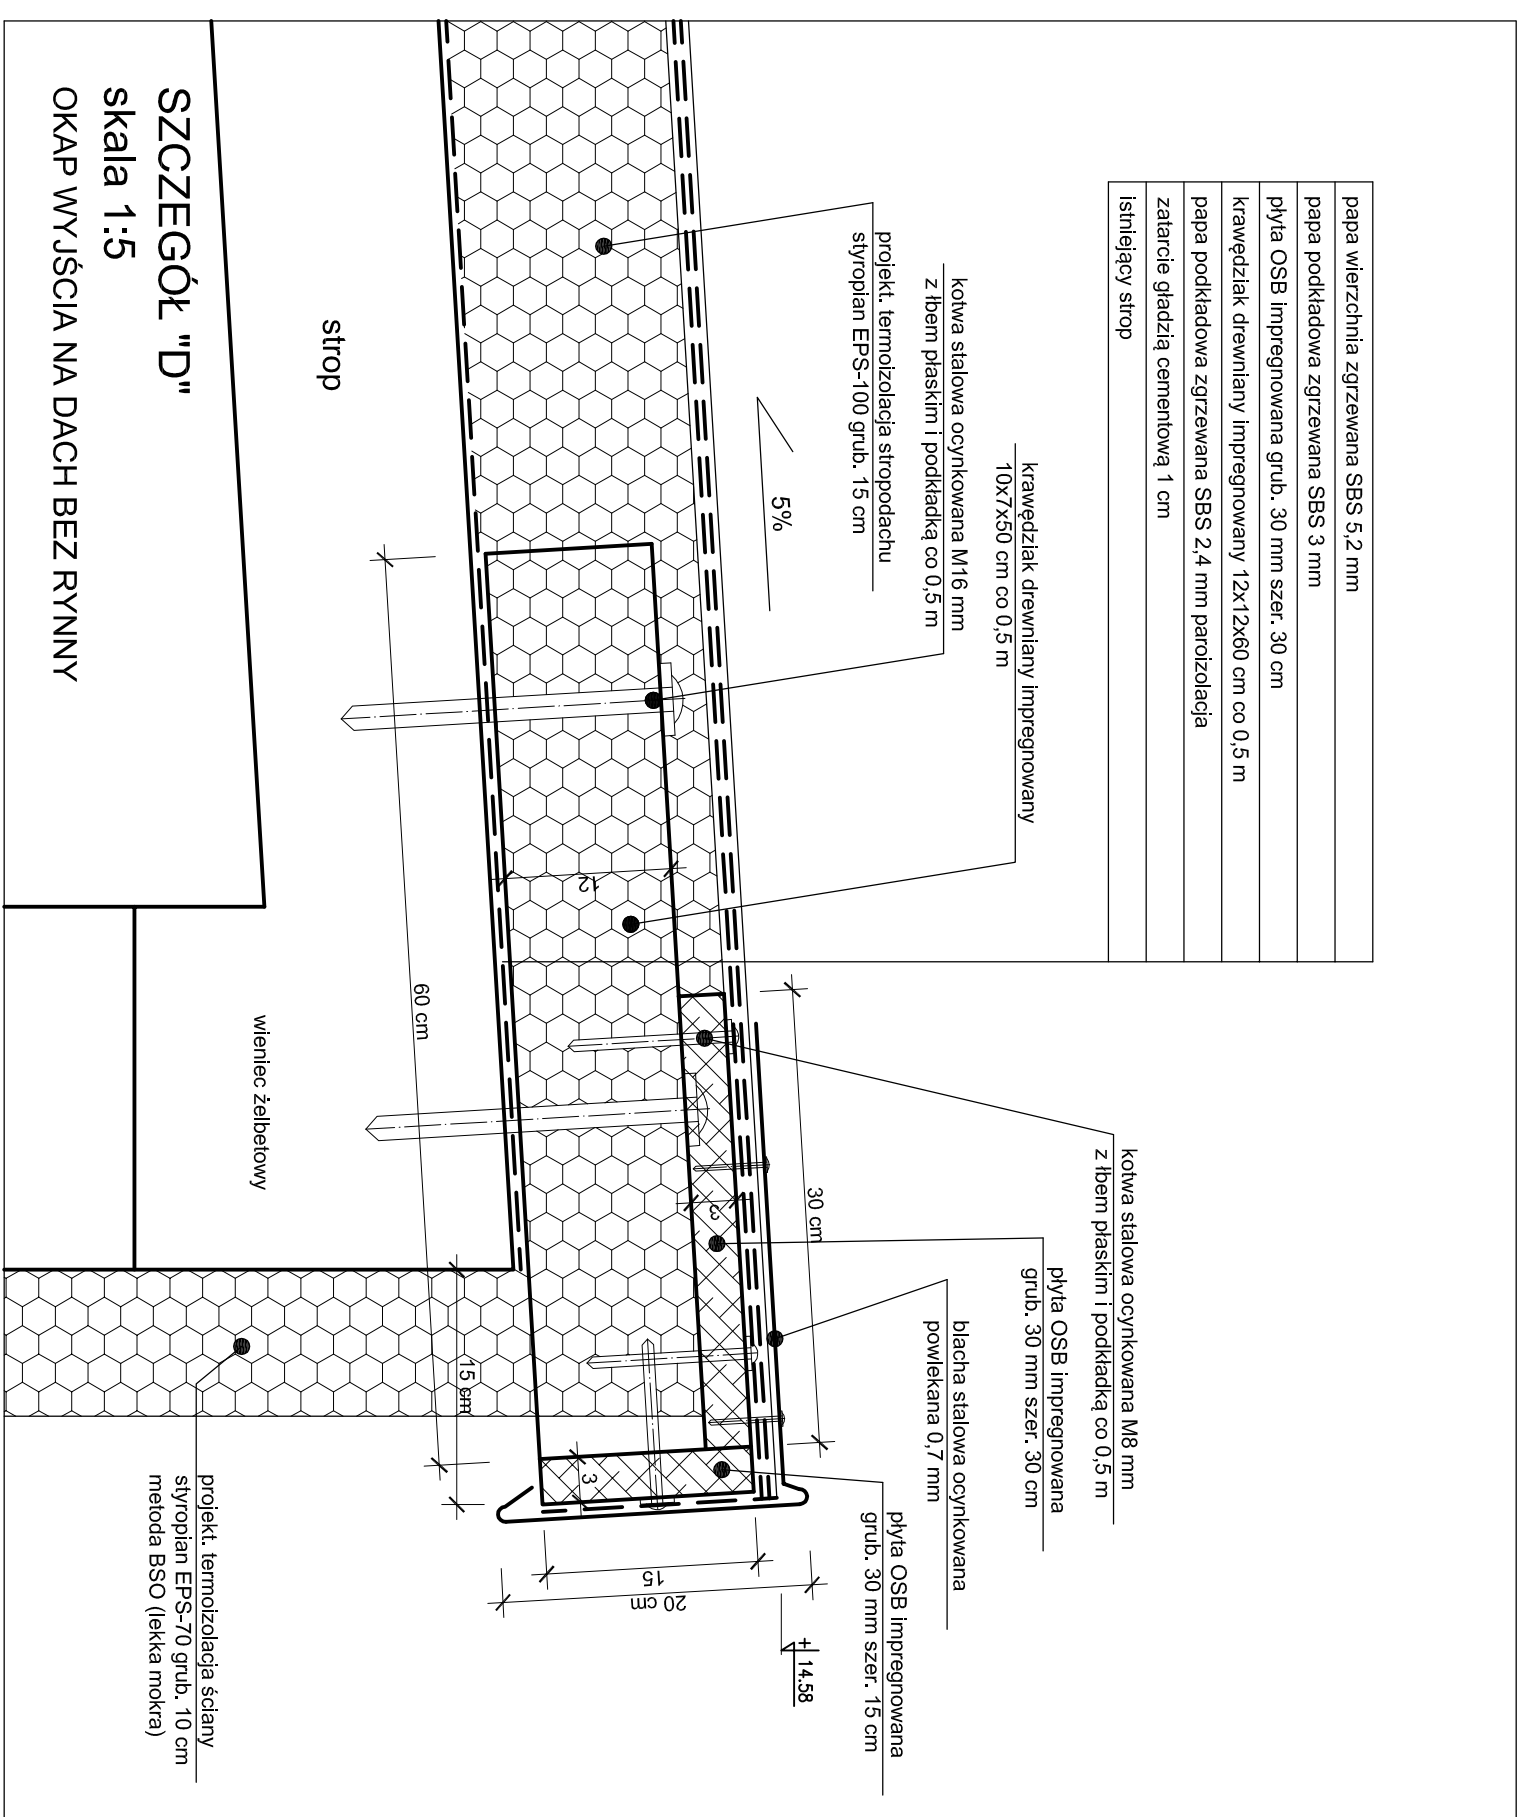 papa wierzchnia zgrzewana SBS 5,2 mm
papa podkładowa zgrzewana SBS 3 mm
płyta OSB impregnowana grub. 30 mm szer. 30 cm
krawędziak drewniany impregnowany 12x12x60 cm co 0,5 m
papa podkładowa zgrzewana SBS 2,4 mm paroizolacja
zatarcie gładzią cementową 1 cm
istniejący strop
kotwa stalowa ocynkowana M8 mm
z łbem płaskim i podkładką co 0,5 m
płyta OSB impregnowana
grub. 30 mm szer. 30 cm
blacha stalowa ocynkowana
powlekana 0,7 mm
płyta OSB impregnowana
grub. 30 mm szer. 15 cm
krawędziak drewniany impregnowany
10x7x50 cm co 0,5 m
kotwa stalowa ocynkowana M16 mm
z łbem płaskim i podkładką co 0,5 m
projekt. termoizolacja stropodachu
styropian EPS-100 grub. 15 cm
5%
30 cm
+
14.58
3
12
15
20 cm
3
60 cm
15 cm
strop
wieniec żelbetowy
projekt. termoizolacja ściany
styropian EPS-70 grub. 10 cm
metoda BSO (lekka mokra)
SZCZEGÓŁ "D"
skala 1:5
OKAP WYJŚCIA NA DACH BEZ RYNNY